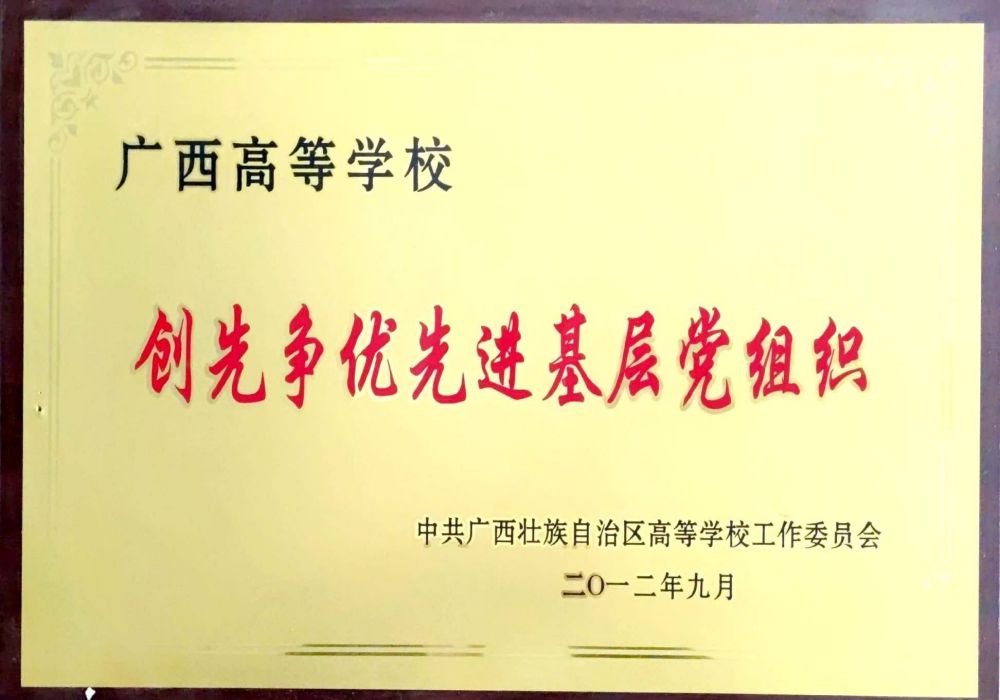 广西高等学校
创先争优先进基层党组织
中共广西壮族自治区高等学校工作委员会
二〇一二年九月